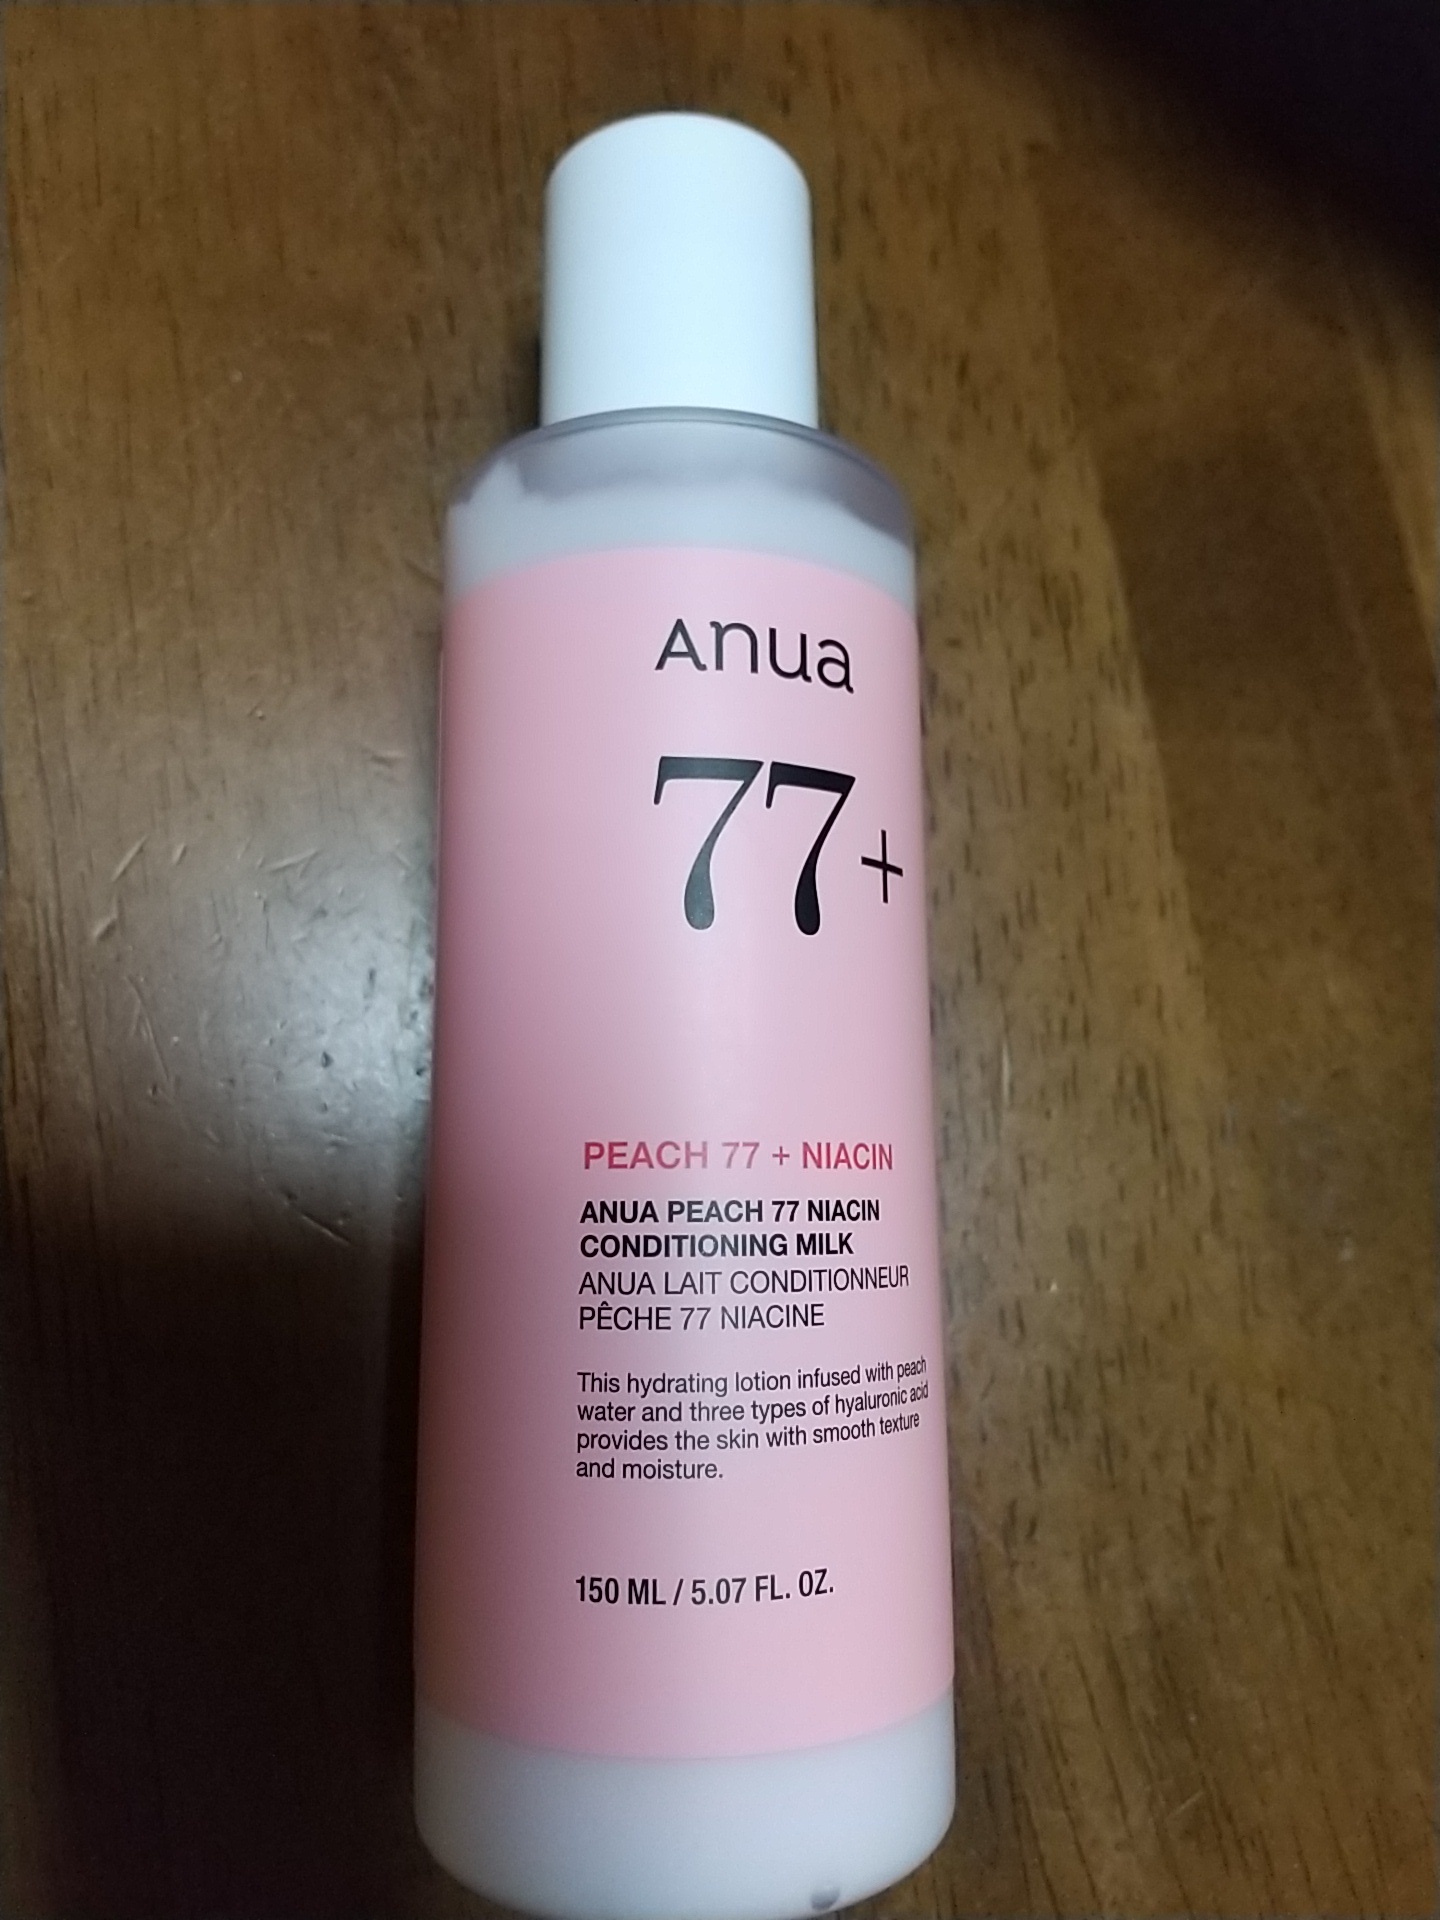 Anua
77+
PEACH 77 + NIACIN
ANUA PEACH 77 NIACIN
CONDITIONING MILK
ANUA LAIT CONDITIONNEUR
PÊCHE 77 NIACINE
This hydrating lotion infused with peach
water and three types of hyaluronic acid
provides the skin with smooth texture
and moisture.
150 ML / 5.07 FL. OZ.